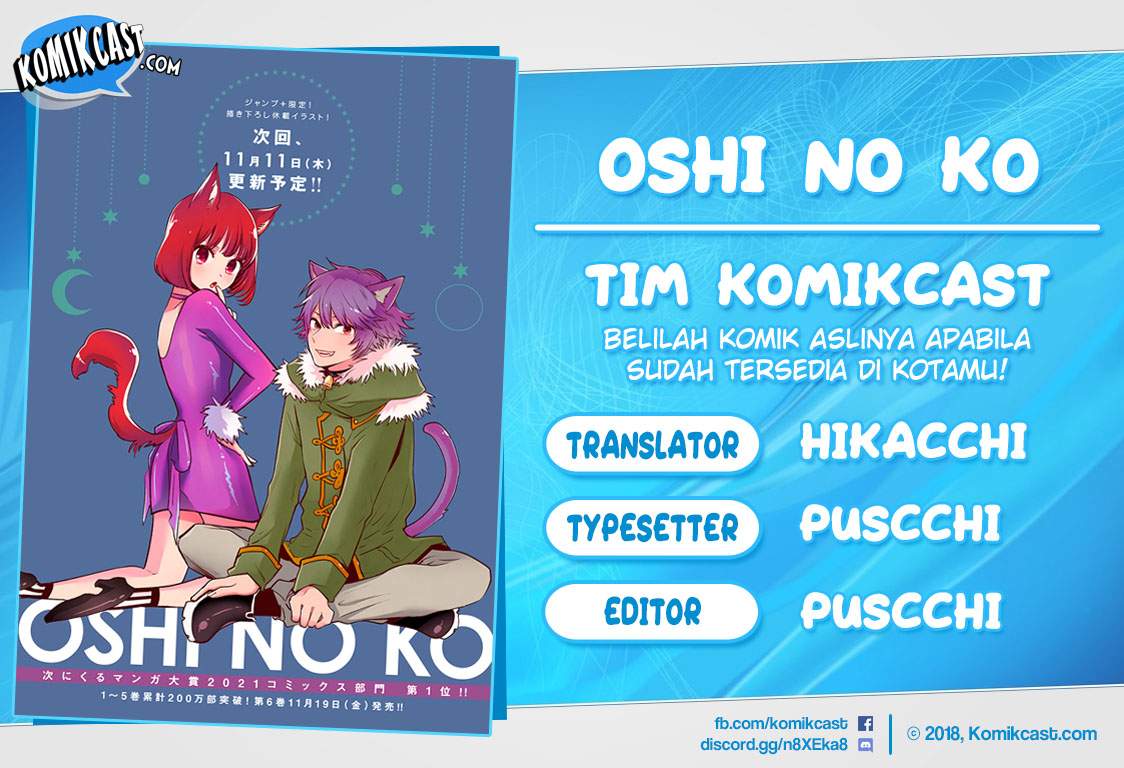 KOMIKCAST.COM
ジャンプ+限定!
描き下ろし休載イラスト!
次回、
11月11日(木)
更新予定!!
OSHI NO KO
次にくるマンガ大賞2021コミックス部門 第1位!!
1〜5巻累計200万部突破!第6巻11月19日(金)発売!!
OSHI NO KO
TIM KOMIKCAST
BELILAH KOMIK ASLINYA APABILA
SUDAH TERSEDIA DI KOTAMU!
TRANSLATOR HIKACCHI
TYPESETTER PUSCCHI
EDITOR PUSCCHI
fb.com/komikcast
discord.gg/n8XEka8
© 2018, Komikcast.com